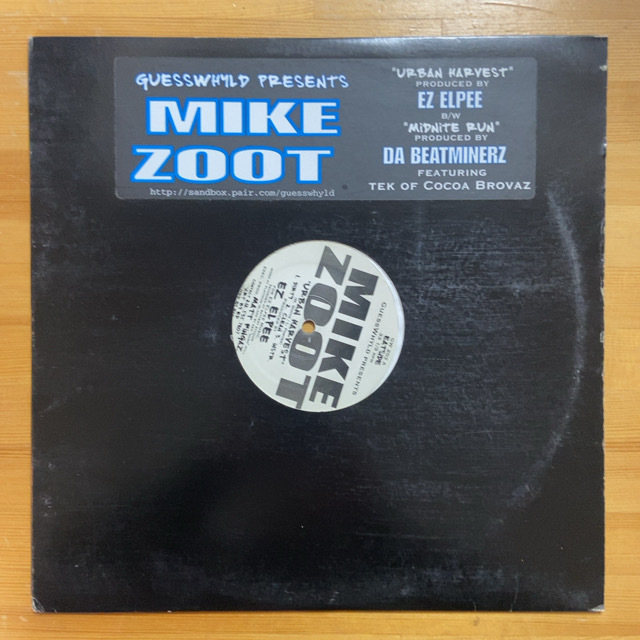 GUESSWHYLD PRESENTS
MIKE
ZOOT
http://sandbox.pair.com/guesswhyld
"URBAN HARVEST"
PRODUCED BY
EZ ELPEE
B/W
"MIDNITE RUN"
PRODUCED BY
DA BEATMINERZ
FEATURING
TEK OF COCOA BROVAZ
GUESSWHYLD PRESENTS
MIKE
ZOOT
"URBAN HARVEST"
EZ ELPEE